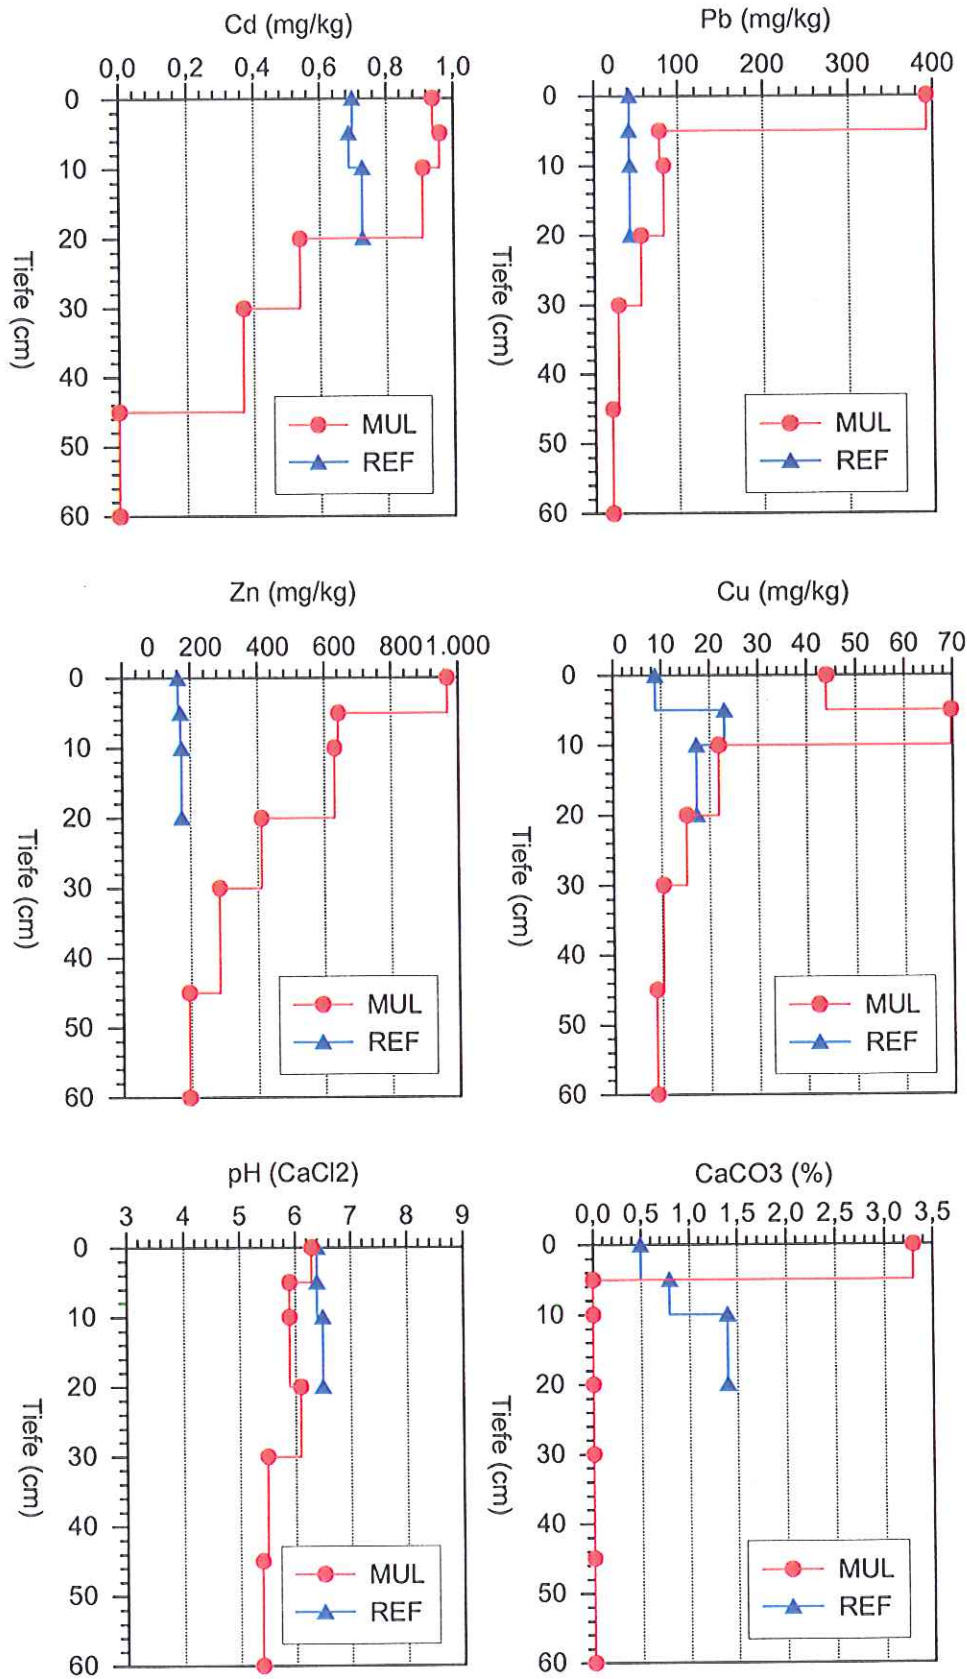 Cd (mg/kg)
0,0 0,2 0,4 0,6 0,8 1,0
0
10
20
30
40
50
60
Tiefe (cm)
MUL
REF
Pb (mg/kg)
0 100 200 300 400
0
10
20
30
40
50
60
Tiefe (cm)
MUL
REF
Zn (mg/kg)
0 200 400 600 800 1.000
0
10
20
30
40
50
60
Tiefe (cm)
MUL
REF
Cu (mg/kg)
0 10 20 30 40 50 60 70
0
10
20
30
40
50
60
Tiefe (cm)
MUL
REF
pH (CaCl2)
3 4 5 6 7 8 9
0
10
20
30
40
50
60
Tiefe (cm)
MUL
REF
CaCO3 (%)
0,0 0,5 1,0 1,5 2,0 2,5 3,0 3,5
0
10
20
30
40
50
60
Tiefe (cm)
MUL
REF